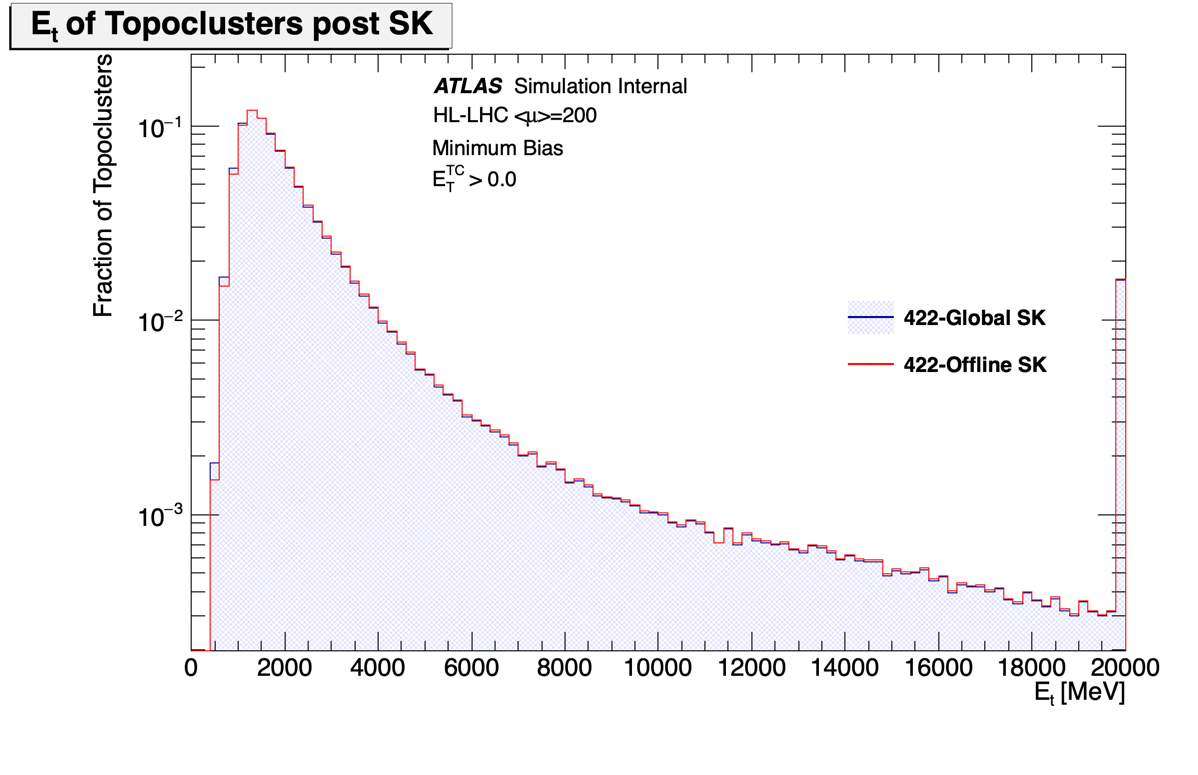 Et of Topoclusters post SK
Fraction of Topoclusters
ATLAS Simulation Internal
HL-LHC <μ>=200
Minimum Bias
E_T^TC > 0.0
10⁻¹
10⁻²
10⁻³
422-Global SK
422-Offline SK
0 2000 4000 6000 8000 10000 12000 14000 16000 18000 20000
Et [MeV]